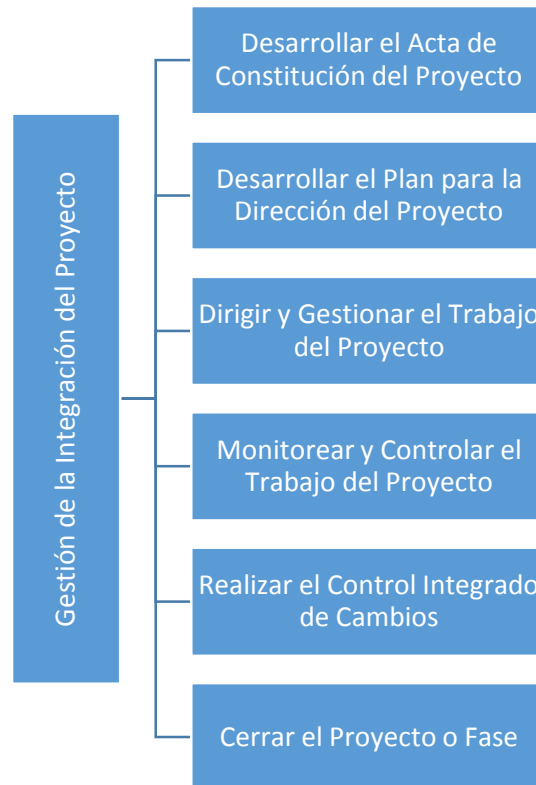 Gestión de la Integración del Proyecto
Desarrollar el Acta de
Constitución del Proyecto
Desarrollar el Plan para la
Dirección del Proyecto
Dirigir y Gestionar el Trabajo
del Proyecto
Monitorear y Controlar el
Trabajo del Proyecto
Realizar el Control Integrado
de Cambios
Cerrar el Proyecto o Fase